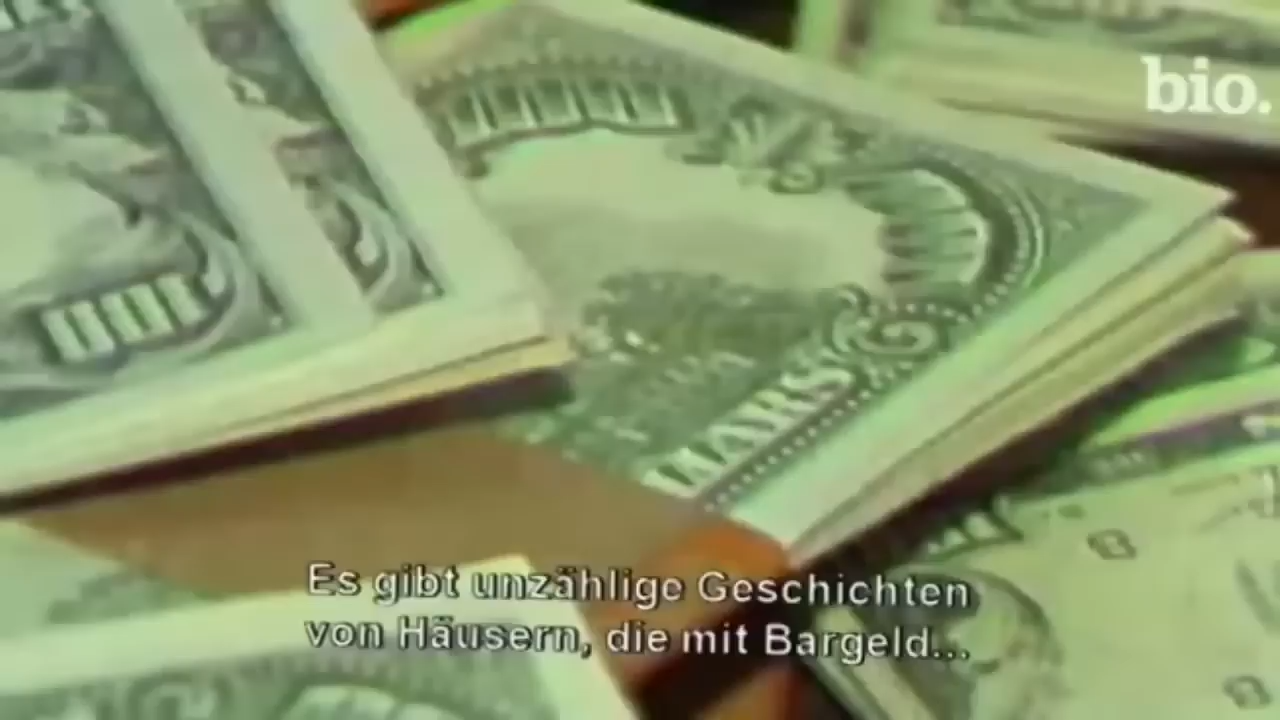 bio.
Es gibt unzählige Geschichten
von Häusern, die mit Bargeld...